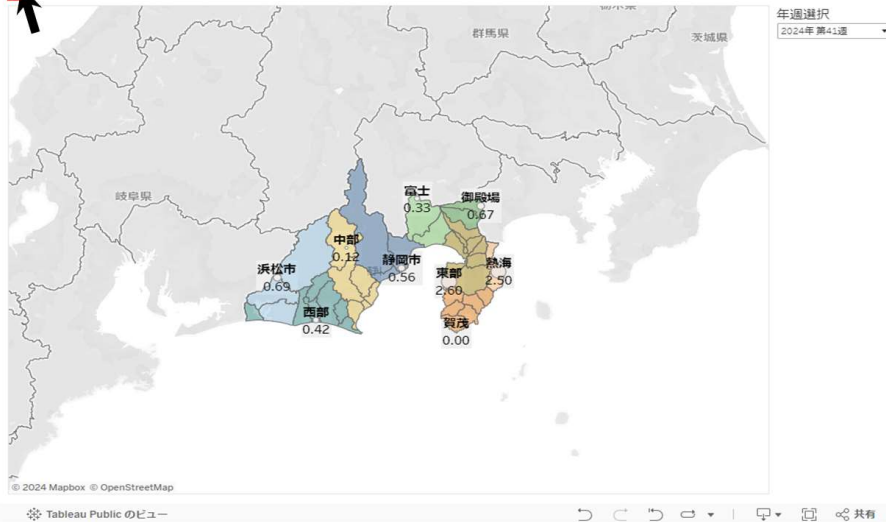 年週選択
2024年 第41週
群馬県
茨城県
岐阜県
富士
0.33
御殿場
0.67
中部
0.12
静岡市
0.56
熱海
2.50
浜松市
0.69
東部
2.60
西部
0.42
賀茂
0.00
© 2024 Mapbox © OpenStreetMap
Tableau Public のビュー
共有